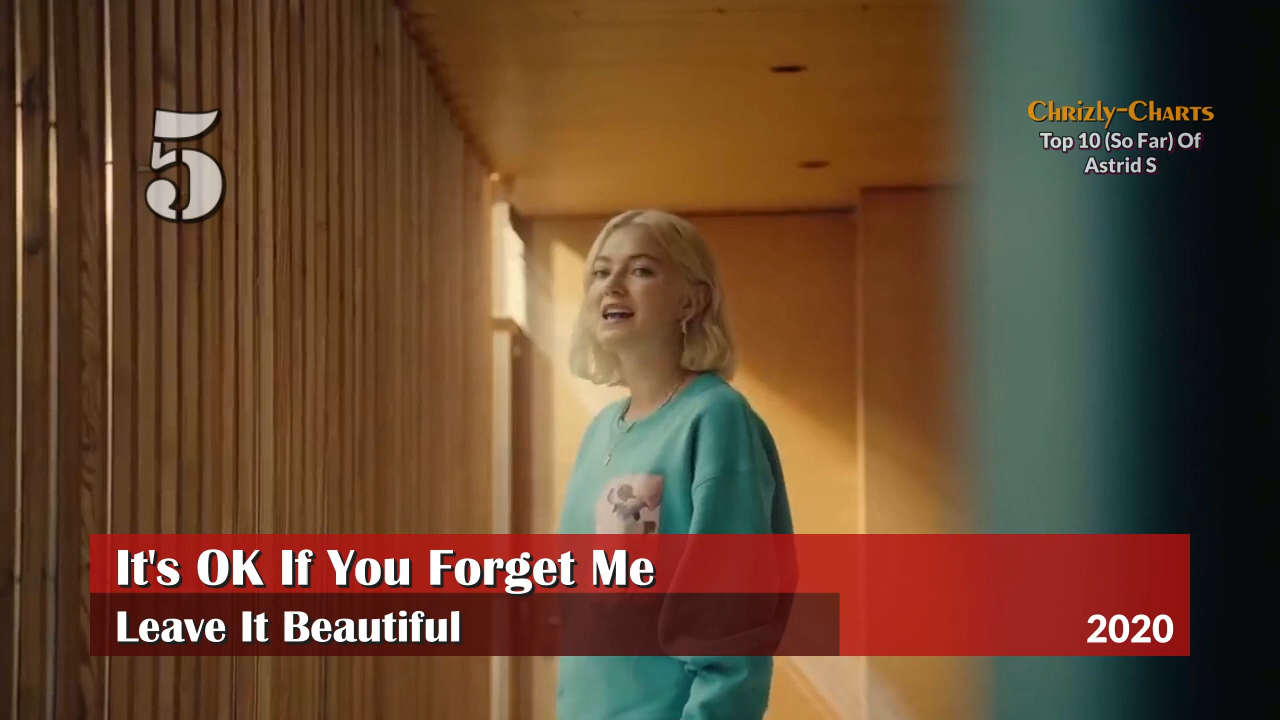 5
Chrizly-Charts
Top 10 (So Far) Of
Astrid S
It's OK If You Forget Me
Leave It Beautiful
2020